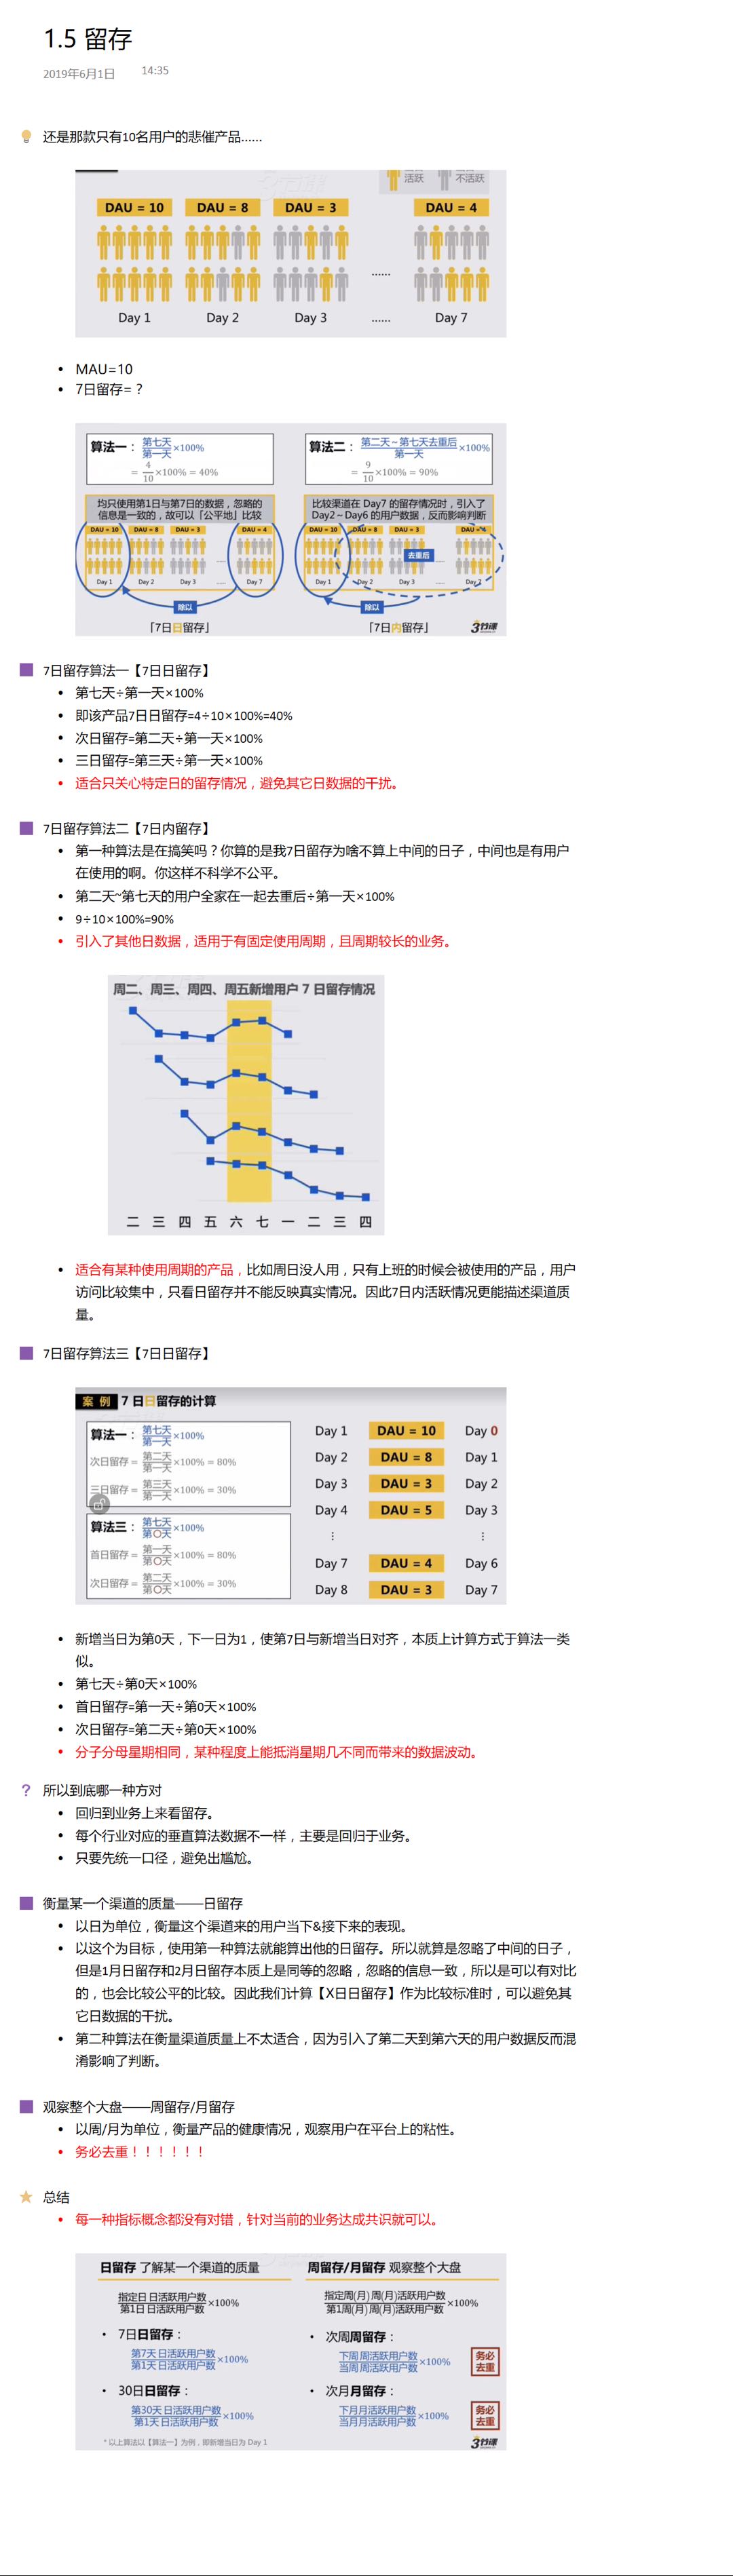 1.5 留存
2019年6月1日 14:35
还是那款只有10名用户的悲催产品……
活跃 不活跃
DAU = 10 DAU = 8 DAU = 3 DAU = 4
......
Day 1 Day 2 Day 3 ...... Day 7
• MAU=10
• 7日留存=？
算法一：第七天/第一天×100%
= 4/10×100% = 40%
算法二：第二天~第七天去重后/第一天×100%
= 9/10×100% = 90%
均只使用第1日与第7日的数据，忽略的
信息是一致的，故可以「公平地」比较
比较渠道在 Day7 的留存情况时，引入了
Day2~Day6 的用户数据，反而影响判断
DAU = 10 DAU = 8 DAU = 3 DAU = 4
DAU = 10 DAU = 8 DAU = 3
去重后
Day 1 Day 2 Day 3 ...... Day 7
Day 1 Day 2 Day 3 ...... Day 7
除以 除以
「7日日留存」 「7日内留存」 3节课
7日留存算法一【7日日留存】
• 第七天÷第一天×100%
• 即该产品7日日留存=4÷10×100%=40%
• 次日留存=第二天÷第一天×100%
• 三日留存=第三天÷第一天×100%
• 适合只关心特定日的留存情况，避免其它日数据的干扰。
7日留存算法二【7日内留存】
• 第一种算法是在搞笑吗？你算的是我7日留存为啥不算上中间的日子，中间也是有用户
在使用的啊。你这样不科学不公平。
• 第二天~第七天的用户全家在一起去重后÷第一天×100%
• 9÷10×100%=90%
• 引入了其他日数据，适用于有固定使用周期，且周期较长的业务。
周二、周三、周四、周五新增用户 7 日留存情况
二 三 四 五 六 七 一 二 三 四
• 适合有某种使用周期的产品，比如周日没人用，只有上班的时候会被使用的产品，用户
访问比较集中，只看日留存并不能反映真实情况。因此7日内活跃情况更能描述渠道质
量。
7日留存算法三【7日日留存】
案 例 7 日日留存的计算
算法一：第七天/第一天×100%
次日留存 = 第二天/第一天×100% = 80%
三日留存 = 第三天/第一天×100% = 30%
算法三：第七天/第〇天×100%
首日留存 = 第一天/第〇天×100% = 80%
次日留存 = 第二天/第〇天×100% = 30%
Day 1 DAU = 10 Day 0
Day 2 DAU = 8 Day 1
Day 3 DAU = 3 Day 2
Day 4 DAU = 5 Day 3
⋮ ⋮
Day 7 DAU = 4 Day 6
Day 8 DAU = 3 Day 7
• 新增当日为第0天，下一日为1，使第7日与新增当日对齐，本质上计算方式于算法一类
似。
• 第七天÷第0天×100%
• 首日留存=第一天÷第0天×100%
• 次日留存=第二天÷第0天×100%
• 分子分母星期相同，某种程度上能抵消星期几不同而带来的数据波动。
? 所以到底哪一种方对
• 回归到业务上来看留存。
• 每个行业对应的垂直算法数据不一样，主要是回归于业务。
• 只要先统一口径，避免出尴尬。
衡量某一个渠道的质量——日留存
• 以日为单位，衡量这个渠道来的用户当下&接下来的表现。
• 以这个为目标，使用第一种算法就能算出他的日留存。所以就算是忽略了中间的日子，
但是1月日留存和2月日留存本质上是同等的忽略，忽略的信息一致，所以是可以有对比
的，也会比较公平的比较。因此我们计算【X日日留存】作为比较标准时，可以避免其
它日数据的干扰。
• 第二种算法在衡量渠道质量上不太适合，因为引入了第二天到第六天的用户数据反而混
淆影响了判断。
观察整个大盘——周留存/月留存
• 以周/月为单位，衡量产品的健康情况，观察用户在平台上的粘性。
• 务必去重！！！！！！
总结
• 每一种指标概念都没有对错，针对当前的业务达成共识就可以。
日留存 了解某一个渠道的质量
指定日 日活跃用户数/第1日 日活跃用户数×100%
• 7日日留存：
第7天 日活跃用户数/第1天 日活跃用户数×100%
• 30日日留存：
第30天 日活跃用户数/第1天 日活跃用户数×100%
* 以上算法以【算法一】为例，即新增当日为 Day 1
周留存/月留存 观察整个大盘
指定周(月) 周(月)活跃用户数/第1周(月) 周(月)活跃用户数×100%
• 次周周留存：
下周 周活跃用户数/当周 周活跃用户数×100%
务必
去重
• 次月月留存：
下月 月活跃用户数/当月 月活跃用户数×100%
务必
去重
3节课